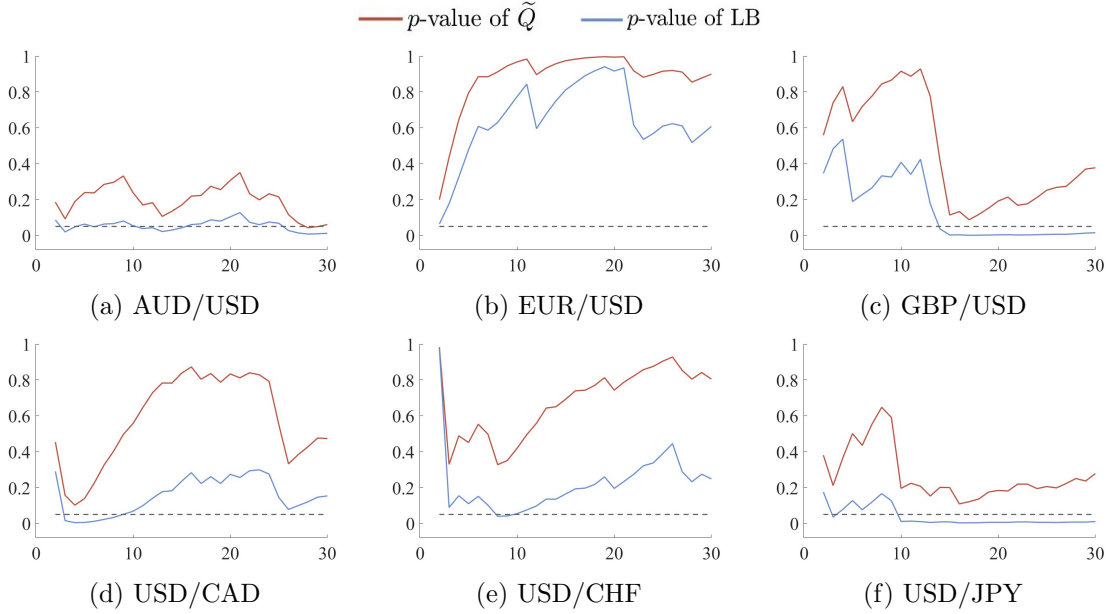 p-value of Q̃ p-value of LB
1 1 1
0.8 0.8 0.8
0.6 0.6 0.6
0.4 0.4 0.4
0.2 0.2 0.2
0 0 0
0 10 20 30 0 10 20 30 0 10 20 30
(a) AUD/USD (b) EUR/USD (c) GBP/USD
1 1 1
0.8 0.8 0.8
0.6 0.6 0.6
0.4 0.4 0.4
0.2 0.2 0.2
0 0 0
0 10 20 30 0 10 20 30 0 10 20 30
(d) USD/CAD (e) USD/CHF (f) USD/JPY